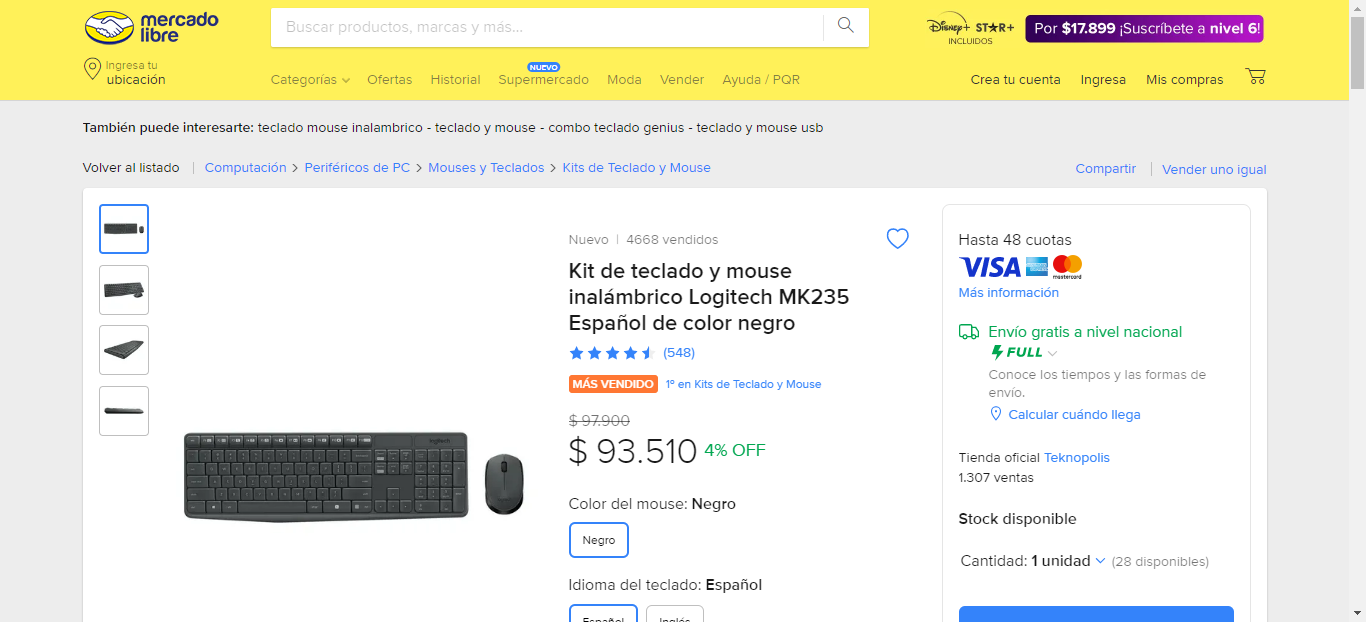 mercado
libre
Buscar productos, marcas y más...
Disney+ STAR+
INCLUIDOS
Por $17.899 ¡Suscríbete a nivel 6!
Ingresa tu
ubicación
Categorías
Ofertas
Historial
NUEVO
Supermercado
Moda
Vender
Ayuda / PQR
Crea tu cuenta
Ingresa
Mis compras
También puede interesarte: teclado mouse inalambrico - teclado y mouse - combo teclado genius - teclado y mouse usb
Volver al listado | Computación > Periféricos de PC > Mouses y Teclados > Kits de Teclado y Mouse
Compartir | Vender uno igual
Nuevo | 4668 vendidos
Kit de teclado y mouse
inalámbrico Logitech MK235
Español de color negro
(548)
MÁS VENDIDO 1º en Kits de Teclado y Mouse
$ 97.900
$ 93.510 4% OFF
Color del mouse: Negro
Negro
Idioma del teclado: Español
Español
Inglés
logitech
Hasta 48 cuotas
VISA
mastercard
Más información
Envío gratis a nivel nacional
FULL
Conoce los tiempos y las formas de
envío.
Calcular cuándo llega
Tienda oficial Teknopolis
1.307 ventas
Stock disponible
Cantidad: 1 unidad (28 disponibles)